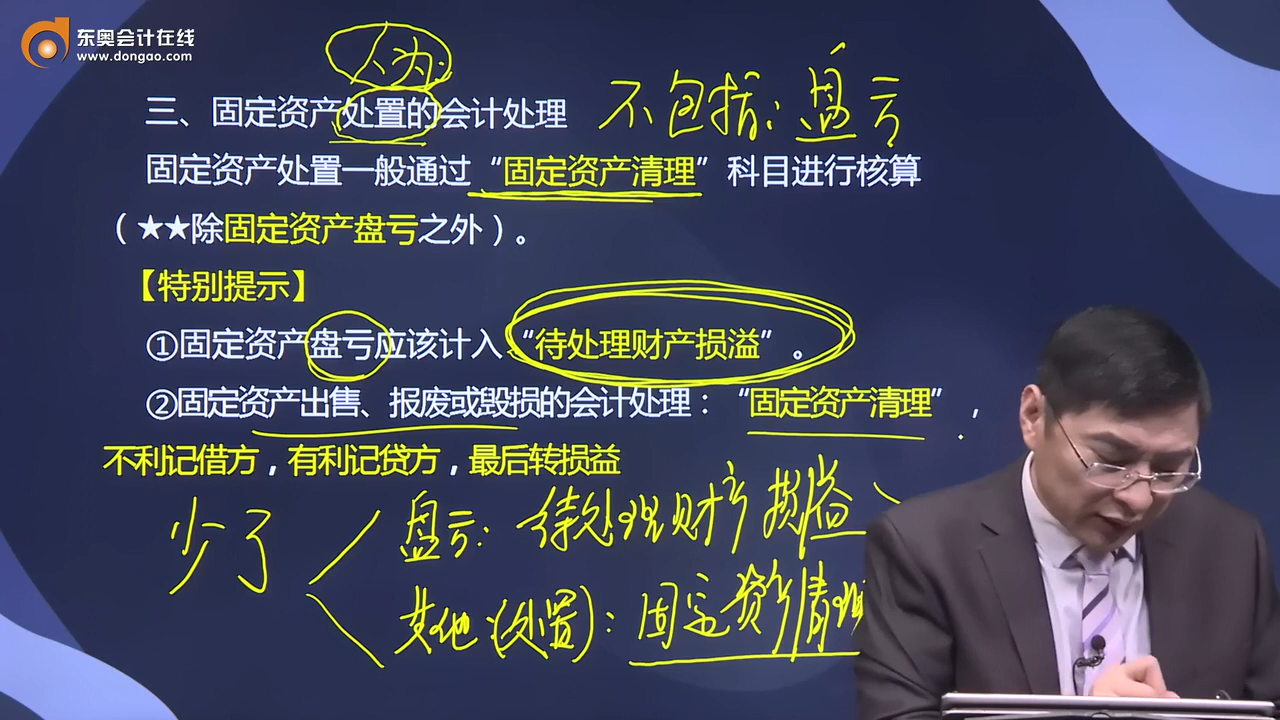 东奥会计在线
www.dongao.com
人为
三、固定资产处置的会计处理
不包括：盘亏
固定资产处置一般通过“固定资产清理”科目进行核算
（★★除固定资产盘亏之外）。
【特别提示】
①固定资产盘亏应该计入“待处理财产损溢”。
②固定资产出售、报废或毁损的会计处理：“固定资产清理”，
不利记借方，有利记贷方，最后转损益
少了
盘亏：待处理财产损益
其他（处置）：固定资产清理